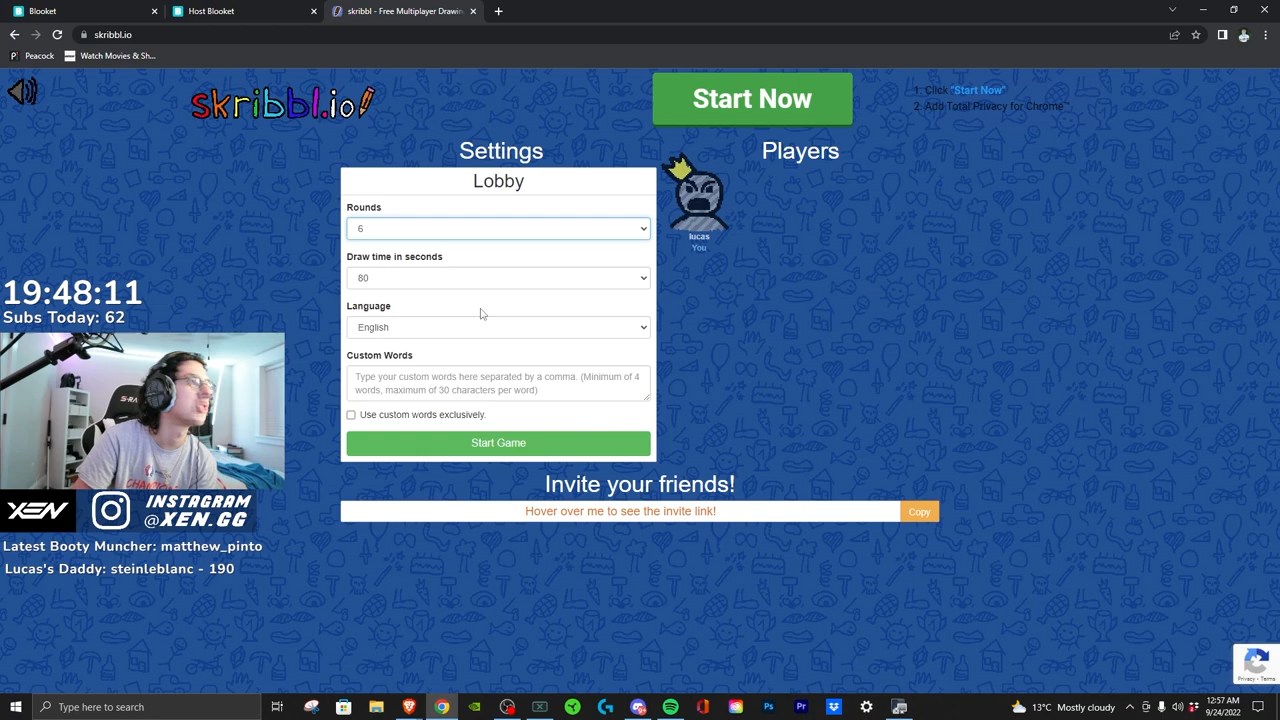 Blooket
Host Blooket
skribbl - Free Multiplayer Drawin
skribbl.io
Peacock
Watch Movies & Sh...
skribbl.io
Start Now
1. Click "Start Now"
2. Add Total Privacy for Chrome™
Settings
Players
Lobby
Rounds
6
Draw time in seconds
80
Language
English
Custom Words
Type your custom words here separated by a comma. (Minimum of 4
words, maximum of 30 characters per word)
Use custom words exclusively.
Start Game
lucas
You
19:48:11
Subs Today: 62
Invite your friends!
Hover over me to see the invite link!
Copy
XEN
INSTAGRAM
@XEN.GG
Latest Booty Muncher: matthew_pinto
Lucas's Daddy: steinleblanc - 190
Privacy - Terms
Type here to search
13°C Mostly cloudy
12:57 AM
9/24/2022